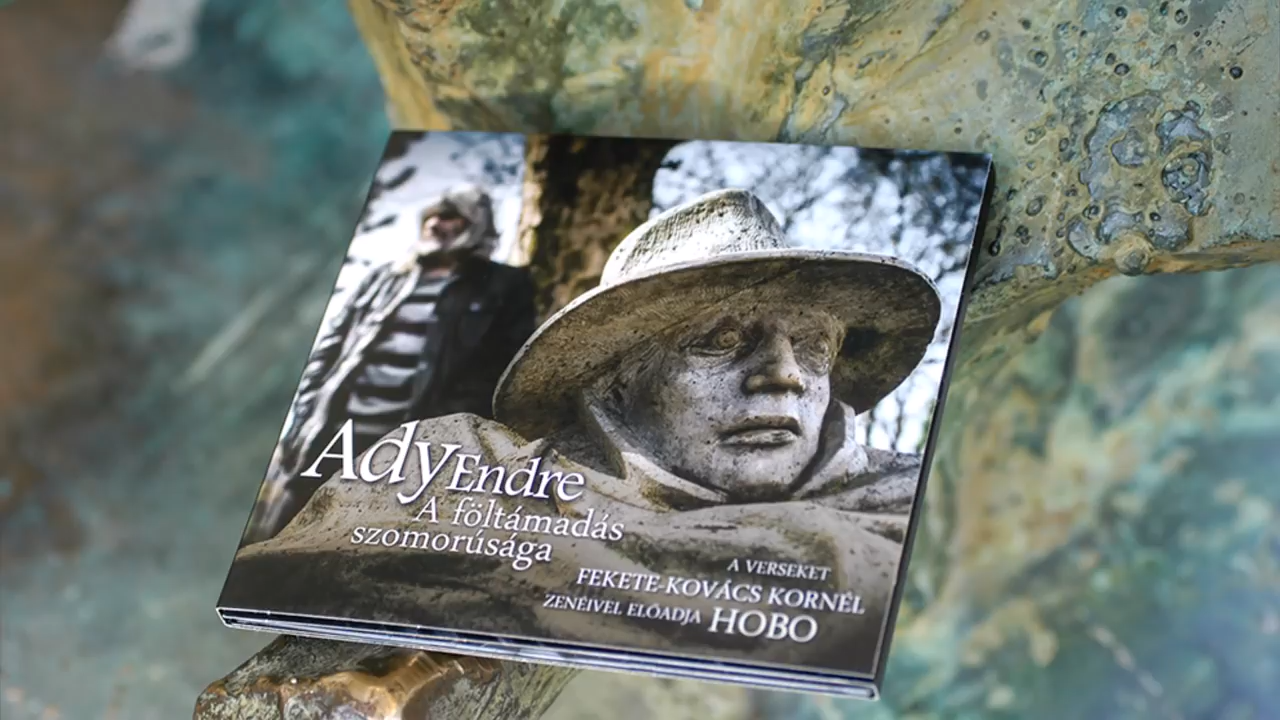 Ady Endre
A föltámadás
szomorúsága
A VERSEKET
FEKETE-KOVÁCS KORNÉL
ZENÉIVEL ELŐADJA HOBO